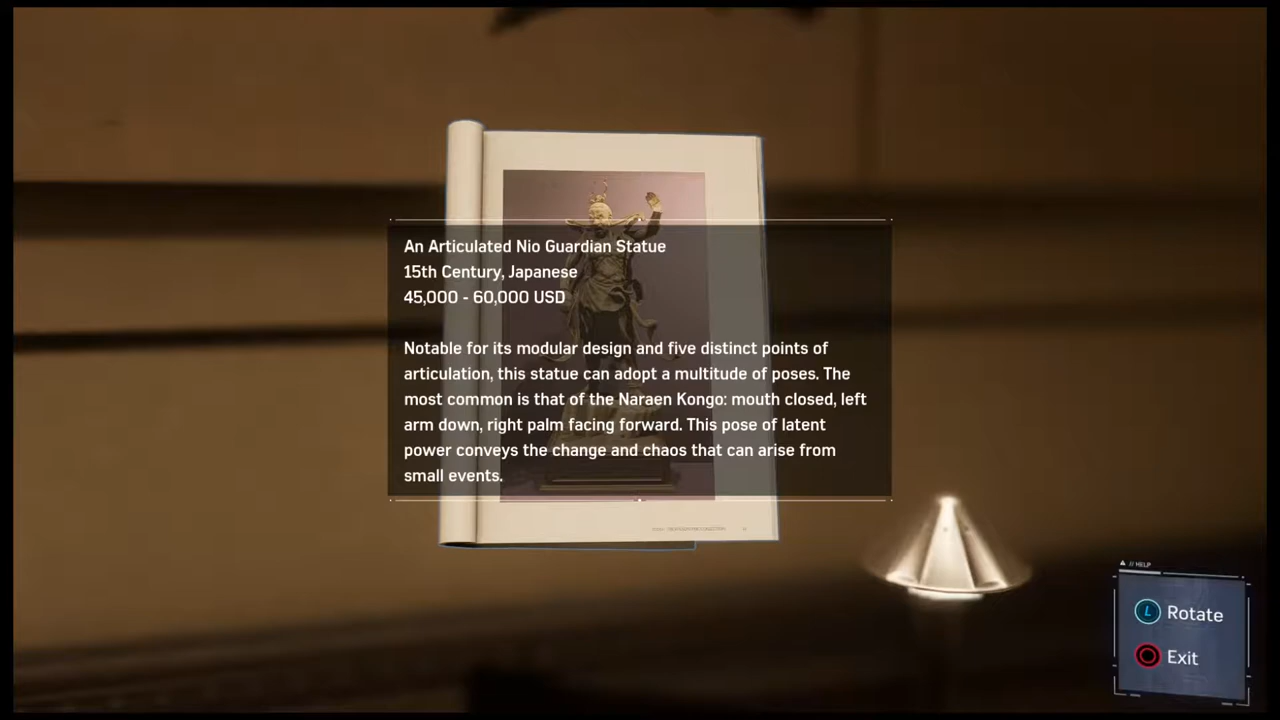 An Articulated Nio Guardian Statue
15th Century, Japanese
45,000 - 60,000 USD
Notable for its modular design and five distinct points of
articulation, this statue can adopt a multitude of poses. The
most common is that of the Naraen Kongo: mouth closed, left
arm down, right palm facing forward. This pose of latent
power conveys the change and chaos that can arise from
small events.
// HELP
L Rotate
Exit